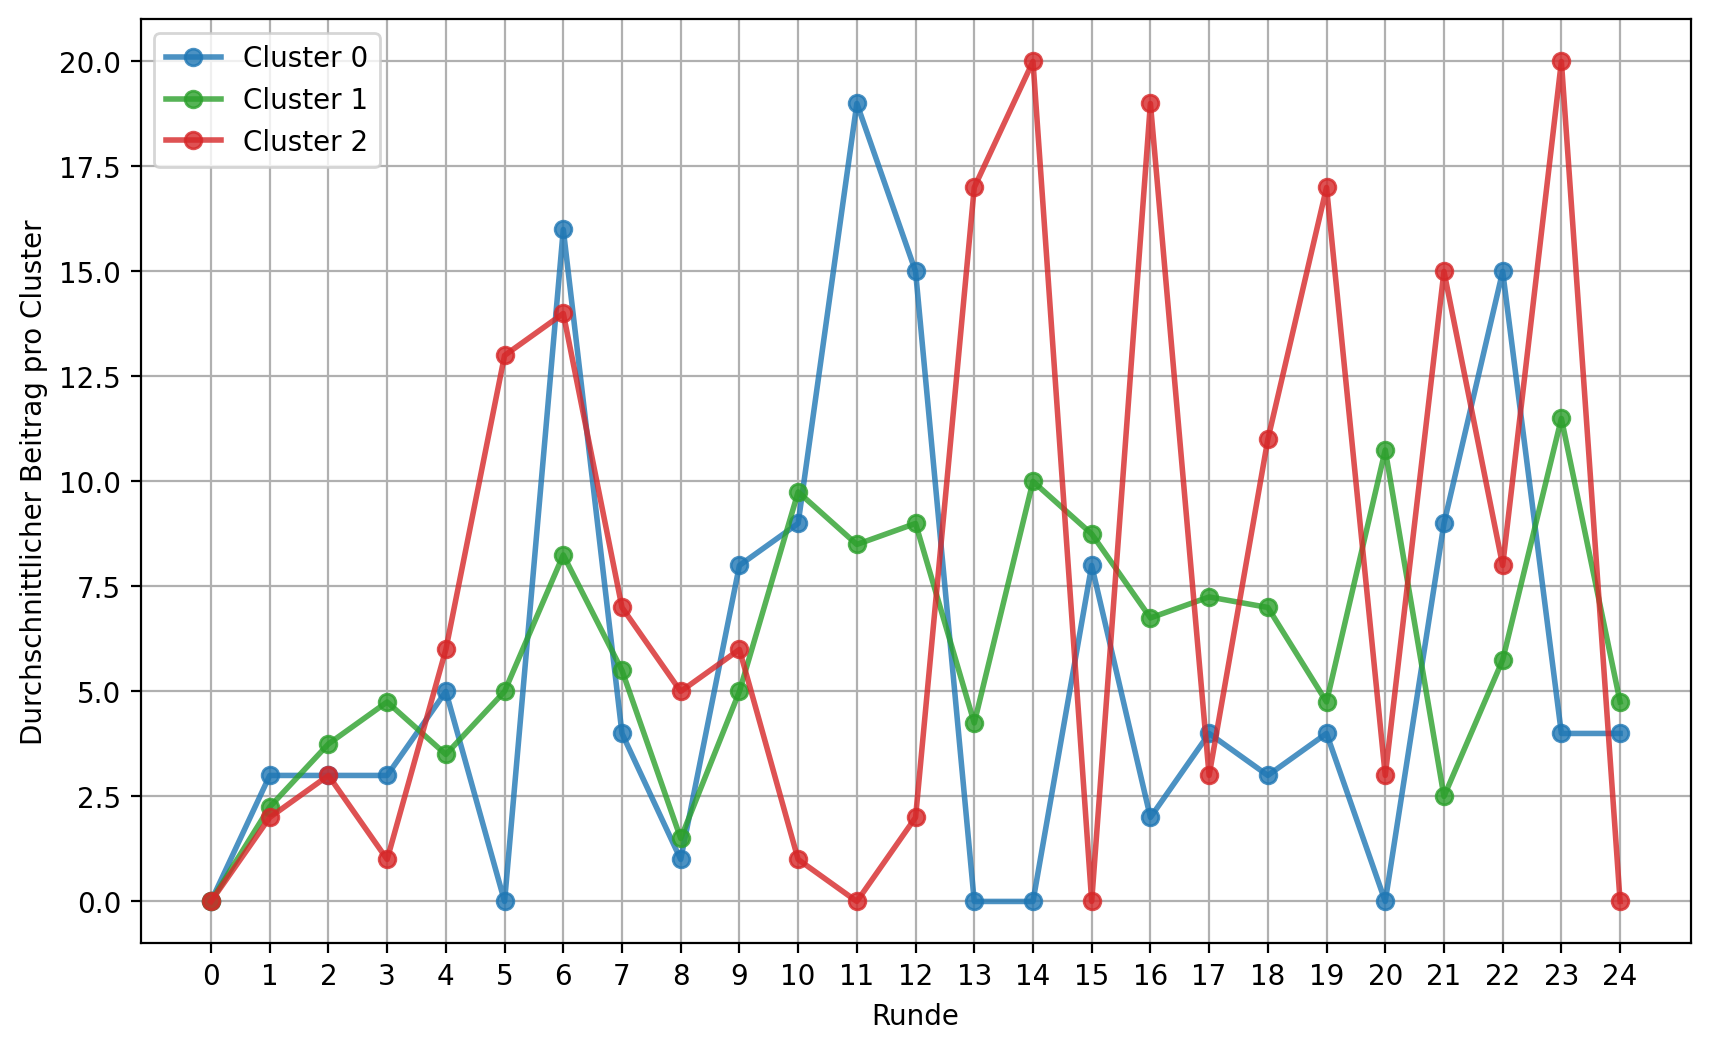 Cluster 0
Cluster 1
Cluster 2
Durchschnittlicher Beitrag pro Cluster
20.0
17.5
15.0
12.5
10.0
7.5
5.0
2.5
0.0
0 1 2 3 4 5 6 7 8 9 10 11 12 13 14 15 16 17 18 19 20 21 22 23 24
Runde